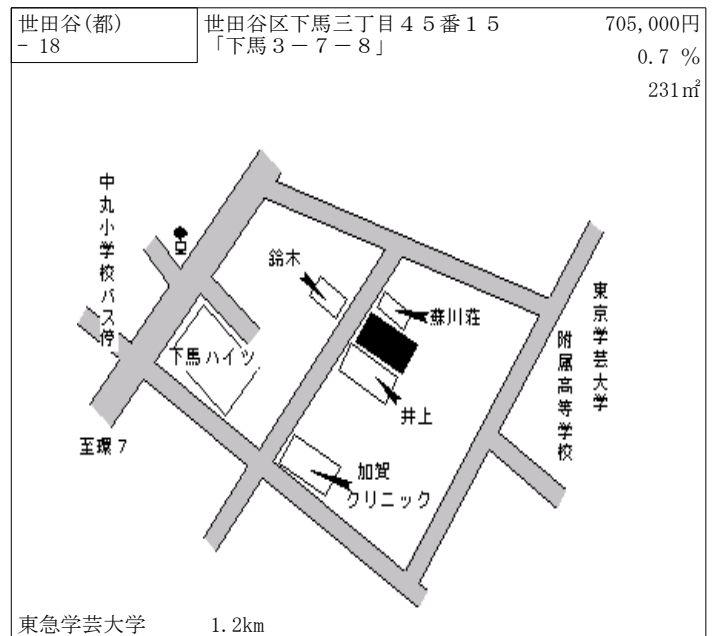 世田谷(都)
- 18
世田谷区下馬三丁目４５番１５
「下馬３－７－８」
705,000円
0.7 %
231㎡
中丸小学校バス停
鈴木
蘇川荘
下馬ハイツ
井上
東京学芸大学
附属高等学校
至環７
加賀
クリニック
東急学芸大学 1.2km